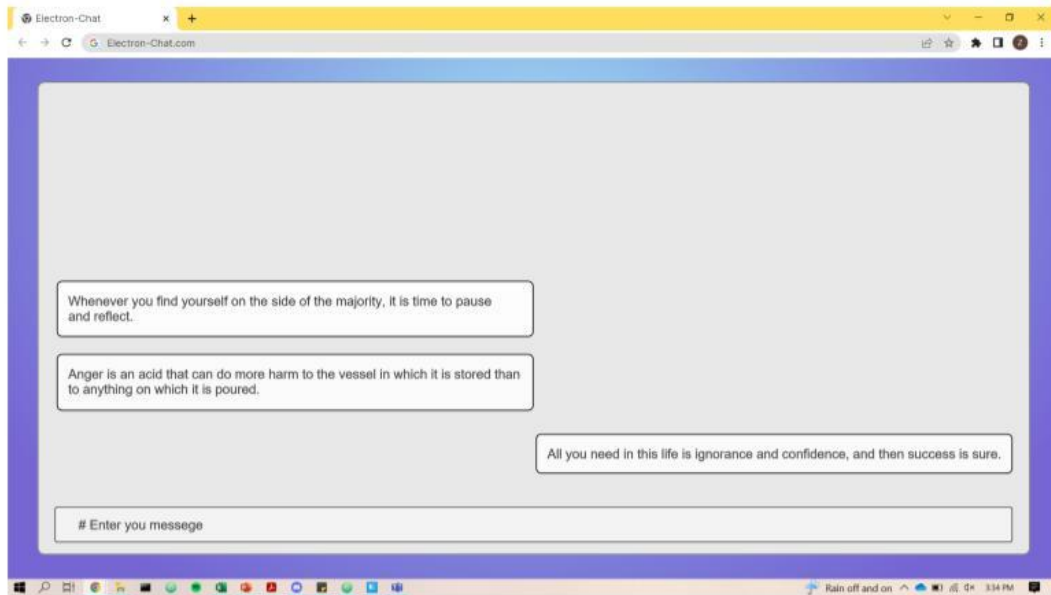 Electron-Chat
Electron-Chat.com
Whenever you find yourself on the side of the majority, it is time to pause
and reflect.
Anger is an acid that can do more harm to the vessel in which it is stored than
to anything on which it is poured.
All you need in this life is ignorance and confidence, and then success is sure.
# Enter you messege
Rain off and on
3:34 PM